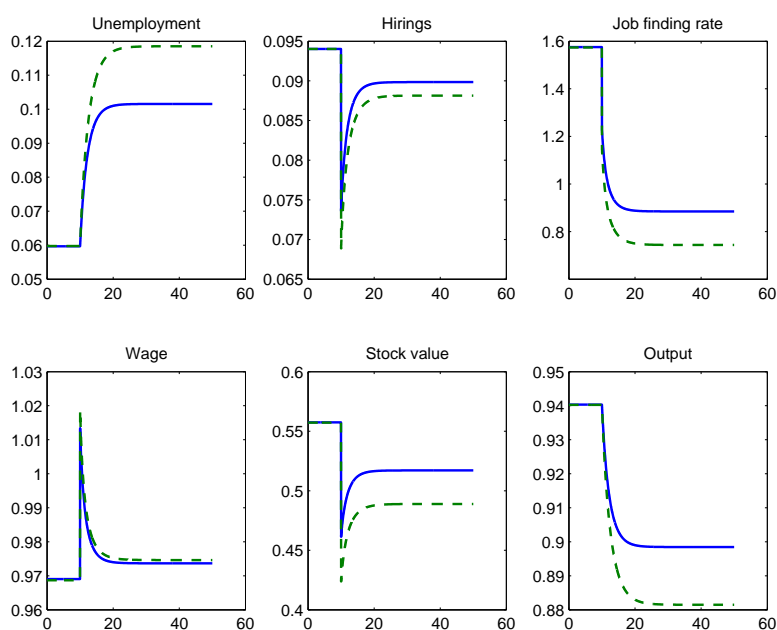 Unemployment Hirings Job finding rate
0.12 0.095 1.6
0.11 0.09 1.4
0.1 0.085 1.2
0.09 0.08 1
0.08 0.075 0.8
0.07 0.07
0.06 0.065
0.05
0 20 40 60 0 20 40 60 0 20 40 60
Wage Stock value Output
1.03 0.6 0.95
1.02 0.55 0.94
1.01 0.5 0.93
1 0.45 0.92
0.99 0.4 0.91
0.98 0.9
0.97 0.89
0.96 0.88
0 20 40 60 0 20 40 60 0 20 40 60